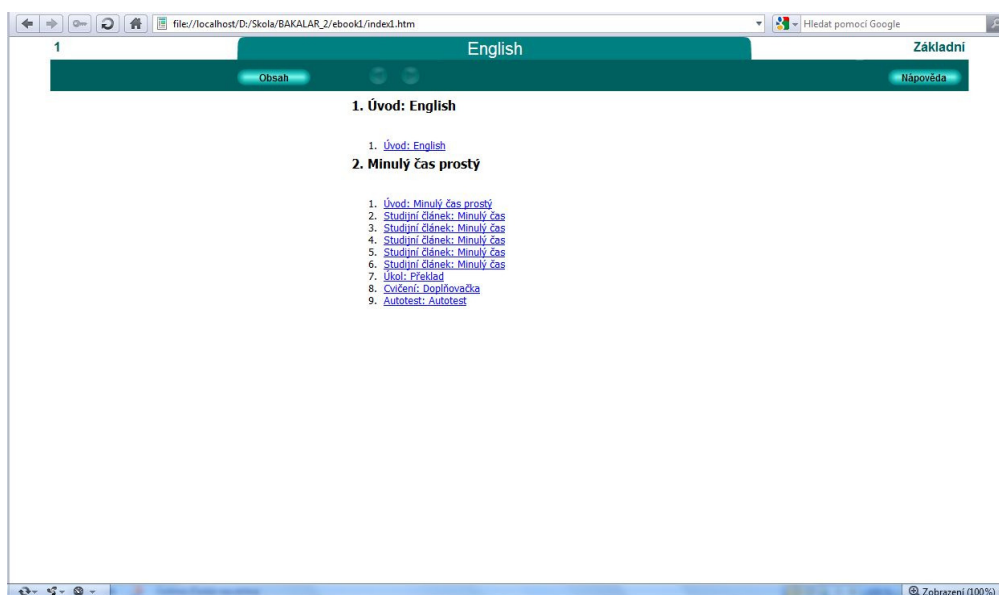 file://localhost/D:/Skola/BAKALAR_2/ebook1/index1.htm
Hledat pomocí Google
1
English
Základní
Obsah
Nápověda
1. Úvod: English
1. Úvod: English
2. Minulý čas prostý
1. Úvod: Minulý čas prostý
2. Studijní článek: Minulý čas
3. Studijní článek: Minulý čas
4. Studijní článek: Minulý čas
5. Studijní článek: Minulý čas
6. Studijní článek: Minulý čas
7. Úkol: Překlad
8. Cvičení: Doplňovačka
9. Autotest: Autotest
Zobrazení (100%)